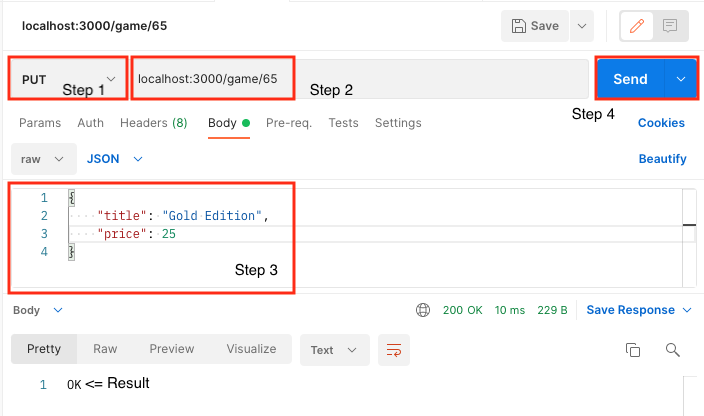 localhost:3000/game/65
Save
PUT
Step 1
localhost:3000/game/65
Step 2
Send
Step 4
Params Auth Headers (8) Body Pre-req. Tests Settings Cookies
raw JSON Beautify
1 {
2 "title": "Gold Edition",
3 "price": 25
4 }
Step 3
Body 200 OK 10 ms 229 B Save Response
Pretty Raw Preview Visualize Text
1 OK <= Result